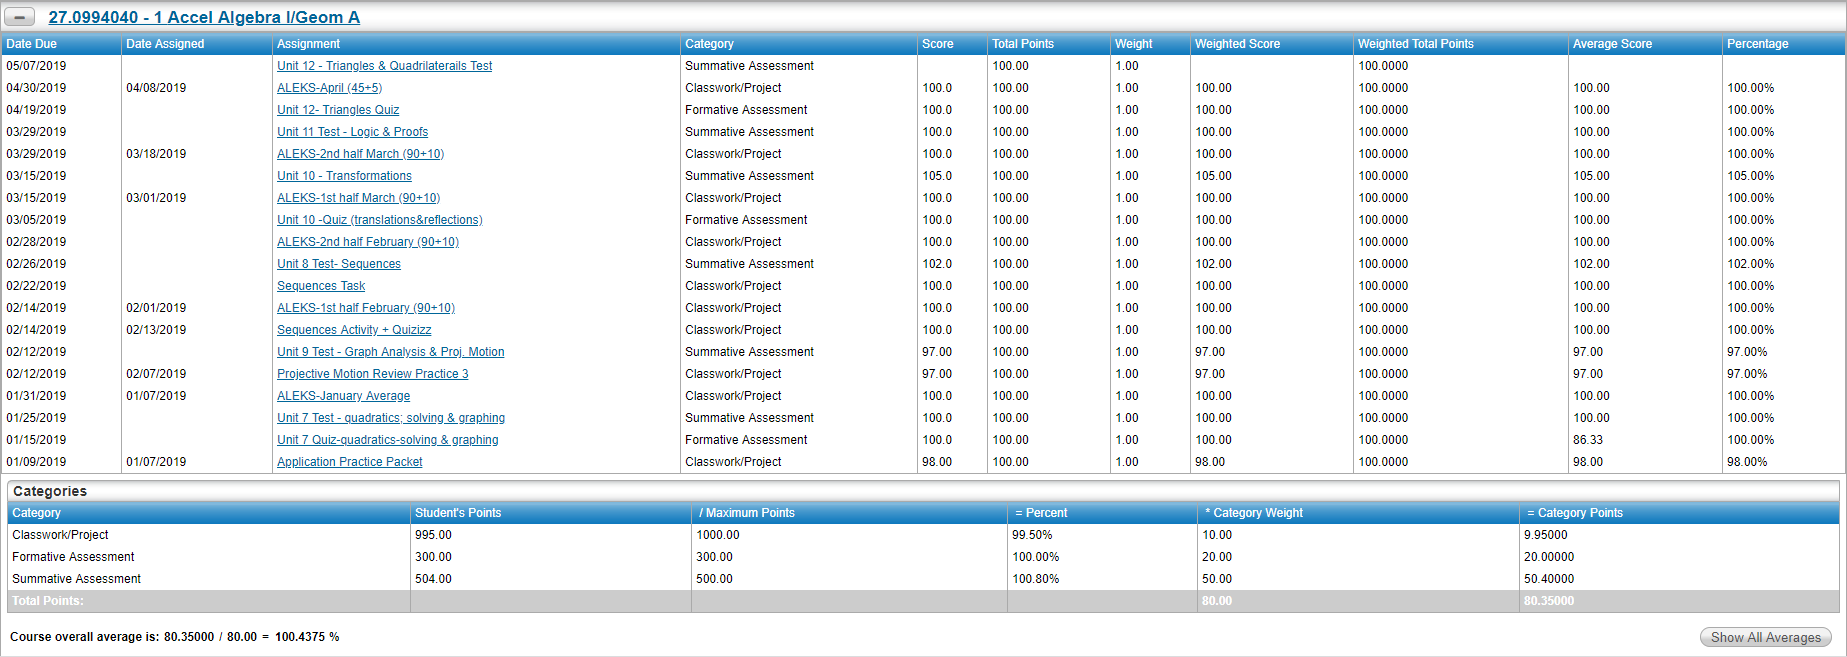 27.0994040 - 1 Accel Algebra I/Geom A
Date Due Date Assigned Assignment Category Score Total Points Weight Weighted Score Weighted Total Points Average Score Percentage
05/07/2019 Unit 12 - Triangles & Quadrilaterails Test Summative Assessment 100.00 1.00 100.0000
04/30/2019 04/08/2019 ALEKS-April (45+5) Classwork/Project 100.0 100.00 1.00 100.00 100.0000 100.00 100.00%
04/19/2019 Unit 12- Triangles Quiz Formative Assessment 100.0 100.00 1.00 100.00 100.0000 100.00 100.00%
03/29/2019 Unit 11 Test - Logic & Proofs Summative Assessment 100.0 100.00 1.00 100.00 100.0000 100.00 100.00%
03/29/2019 03/18/2019 ALEKS-2nd half March (90+10) Classwork/Project 100.0 100.00 1.00 100.00 100.0000 100.00 100.00%
03/15/2019 Unit 10 - Transformations Summative Assessment 105.0 100.00 1.00 105.00 100.0000 105.00 105.00%
03/15/2019 03/01/2019 ALEKS-1st half March (90+10) Classwork/Project 100.0 100.00 1.00 100.00 100.0000 100.00 100.00%
03/05/2019 Unit 10 -Quiz (translations&reflections) Formative Assessment 100.0 100.00 1.00 100.00 100.0000 100.00 100.00%
02/28/2019 ALEKS-2nd half February (90+10) Classwork/Project 100.0 100.00 1.00 100.00 100.0000 100.00 100.00%
02/26/2019 Unit 8 Test- Sequences Summative Assessment 102.0 100.00 1.00 102.00 100.0000 102.00 102.00%
02/22/2019 Sequences Task Classwork/Project 100.0 100.00 1.00 100.00 100.0000 100.00 100.00%
02/14/2019 02/01/2019 ALEKS-1st half February (90+10) Classwork/Project 100.0 100.00 1.00 100.00 100.0000 100.00 100.00%
02/14/2019 02/13/2019 Sequences Activity + Quizizz Classwork/Project 100.0 100.00 1.00 100.00 100.0000 100.00 100.00%
02/12/2019 Unit 9 Test - Graph Analysis & Proj. Motion Summative Assessment 97.00 100.00 1.00 97.00 100.0000 97.00 97.00%
02/12/2019 02/07/2019 Projective Motion Review Practice 3 Classwork/Project 97.00 100.00 1.00 97.00 100.0000 97.00 97.00%
01/31/2019 01/07/2019 ALEKS-January Average Classwork/Project 100.0 100.00 1.00 100.00 100.0000 100.00 100.00%
01/25/2019 Unit 7 Test - quadratics; solving & graphing Summative Assessment 100.0 100.00 1.00 100.00 100.0000 100.00 100.00%
01/15/2019 Unit 7 Quiz-quadratics-solving & graphing Formative Assessment 100.0 100.00 1.00 100.00 100.0000 86.33 100.00%
01/09/2019 01/07/2019 Application Practice Packet Classwork/Project 98.00 100.00 1.00 98.00 100.0000 98.00 98.00%
Categories
Category Student's Points / Maximum Points = Percent * Category Weight = Category Points
Classwork/Project 995.00 1000.00 99.50% 10.00 9.95000
Formative Assessment 300.00 300.00 100.00% 20.00 20.00000
Summative Assessment 504.00 500.00 100.80% 50.00 50.40000
Total Points: 80.00 80.35000
Course overall average is: 80.35000 / 80.00 = 100.4375 %
Show All Averages